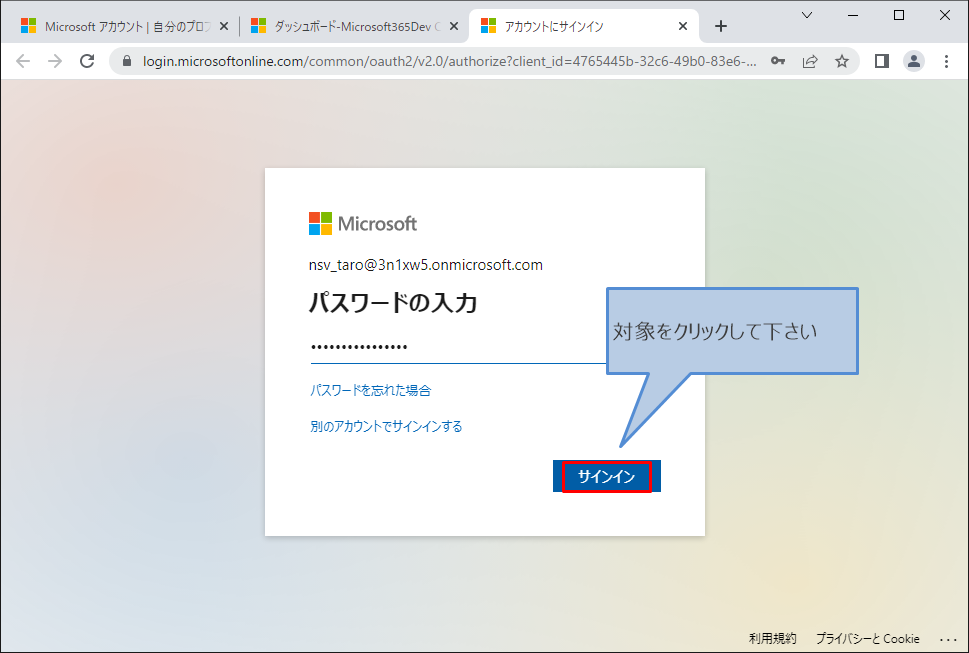 Microsoft アカウント | 自分のプロフ
ダッシュボード-Microsoft365Dev C
アカウントにサインイン
login.microsoftonline.com/common/oauth2/v2.0/authorize?client_id=4765445b-32c6-49b0-83e6-...
Microsoft
nsv_taro@3n1xw5.onmicrosoft.com
パスワードの入力
••••••••••••••••
対象をクリックして下さい
パスワードを忘れた場合
別のアカウントでサインインする
サインイン
利用規約 プライバシーと Cookie ...